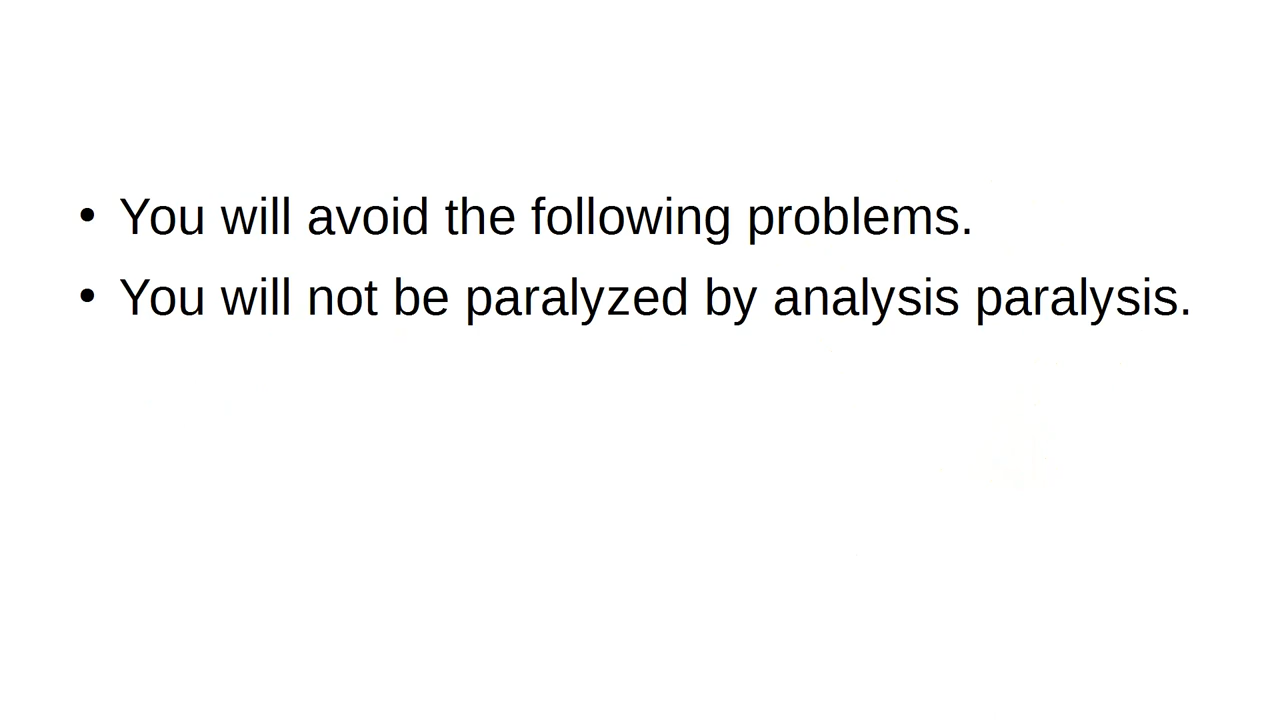 • You will avoid the following problems.
• You will not be paralyzed by analysis paralysis.